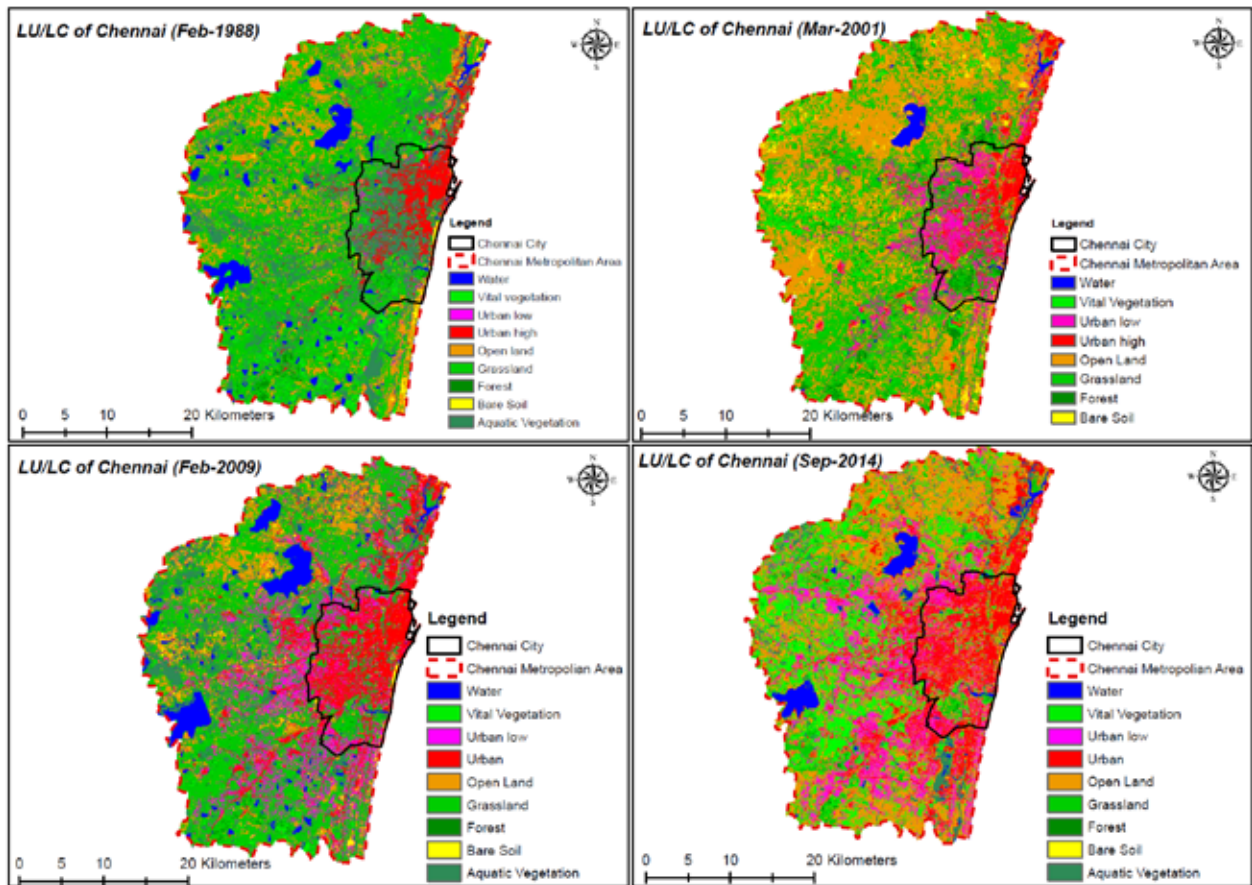 LU/LC of Chennai (Feb-1988)
N
W E
S
Legend
Chennai City
Chennai Metropolitan Area
Water
Vital vegetation
Urban low
Urban high
Open land
Grassland
Forest
Bare Soil
Aquatic Vegetation
0 5 10 20 Kilometers
LU/LC of Chennai (Mar-2001)
N
W E
S
Legend
Chennai City
Chennai Metropolitan Area
Water
Vital Vegetation
Urban low
Urban high
Open Land
Grassland
Forest
Bare Soil
0 5 10 20 Kilometers
LU/LC of Chennai (Feb-2009)
N
W E
S
Legend
Chennai City
Chennai Metropolian Area
Water
Vital Vegetation
Urban low
Urban
Open Land
Grassland
Forest
Bare Soil
Aquatic Vegetation
0 5 10 20 Kilometers
LU/LC of Chennai (Sep-2014)
N
W E
S
Legend
Chennai City
Chennai Metropolian Area
Water
Vital Vegetation
Urban low
Urban
Open Land
Grassland
Forest
Bare Soil
Aquatic Vegetation
0 5 10 20 Kilometers